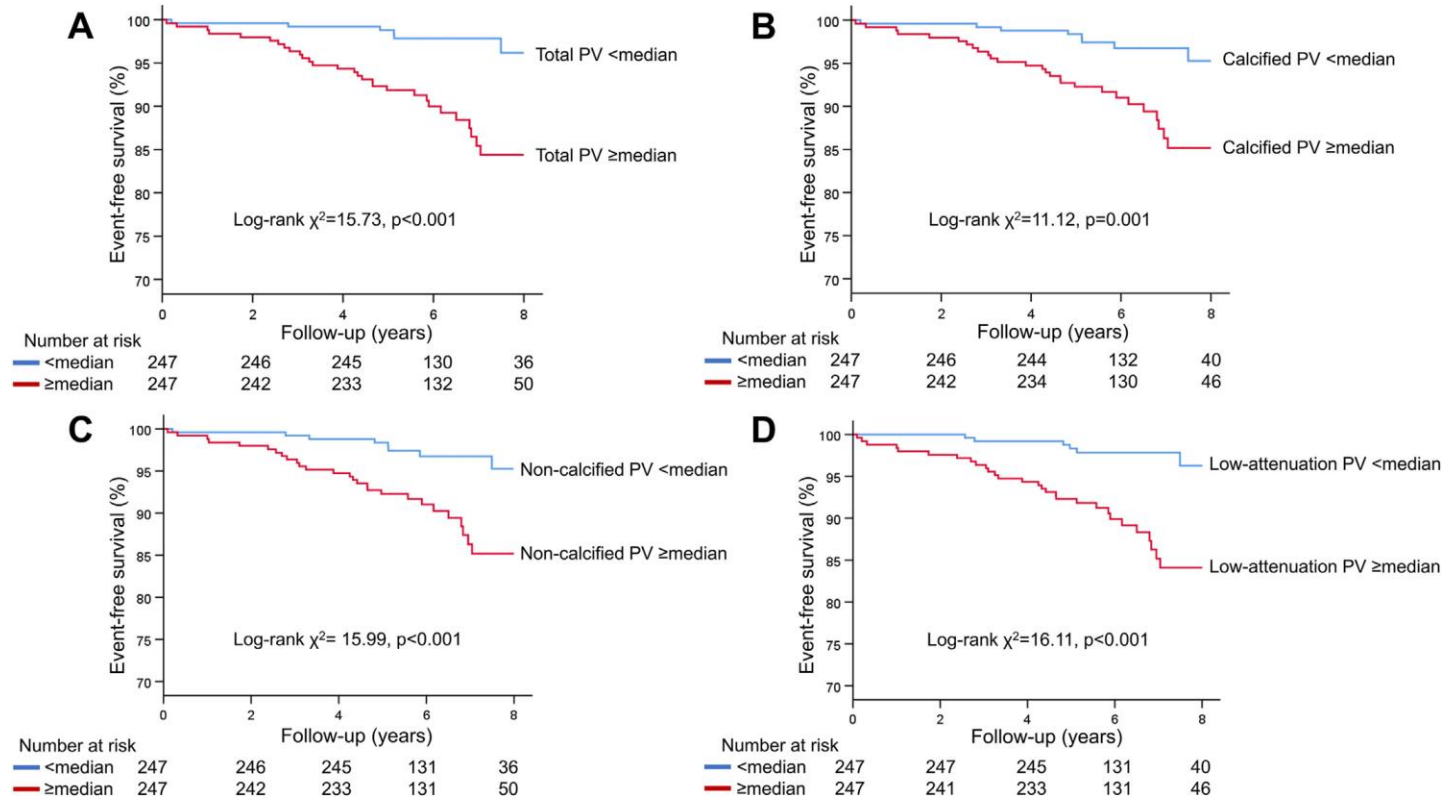 A
Event-free survival (%)
100
95
90
85
80
75
70
Total PV <median
Total PV ≥median
Log-rank χ²=15.73, p<0.001
0 2 4 6 8
Follow-up (years)
Number at risk
<median 247 246 245 130 36
≥median 247 242 233 132 50
B
Event-free survival (%)
100
95
90
85
80
75
70
Calcified PV <median
Calcified PV ≥median
Log-rank χ²=11.12, p=0.001
0 2 4 6 8
Follow-up (years)
Number at risk
<median 247 246 244 132 40
≥median 247 242 234 130 46
C
Event-free survival (%)
100
95
90
85
80
75
70
Non-calcified PV <median
Non-calcified PV ≥median
Log-rank χ²= 15.99, p<0.001
0 2 4 6 8
Follow-up (years)
Number at risk
<median 247 246 245 131 36
≥median 247 242 233 131 50
D
Event-free survival (%)
100
95
90
85
80
75
70
Low-attenuation PV <median
Low-attenuation PV ≥median
Log-rank χ²=16.11, p<0.001
0 2 4 6 8
Follow-up (years)
Number at risk
<median 247 247 245 131 40
≥median 247 241 233 131 46